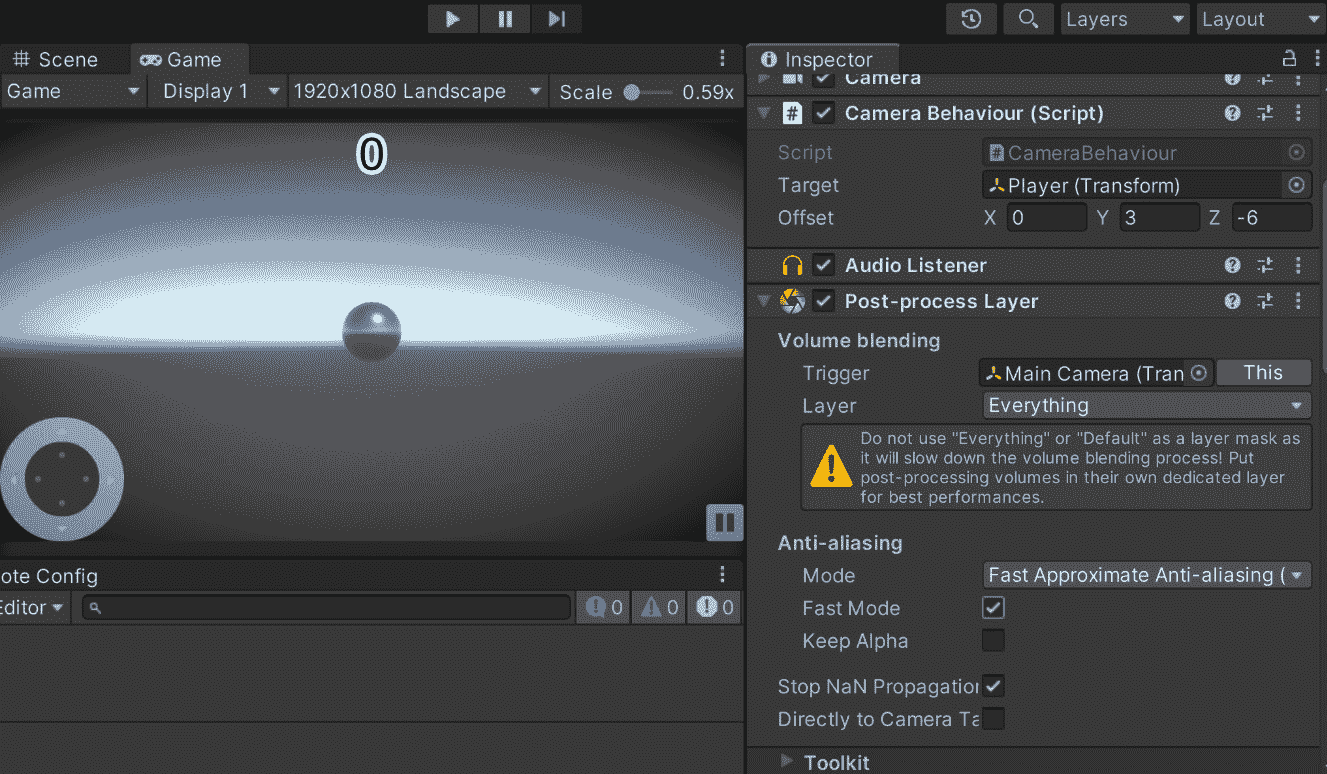 Layers
Layout
Scene
Game
Inspector
Game
Display 1
1920x1080 Landscape
Scale
0.59x
Camera
Camera Behaviour (Script)
Script
CameraBehaviour
Target
Player (Transform)
Offset
X 0 Y 3 Z -6
Audio Listener
Post-process Layer
Volume blending
Trigger
Main Camera (Tran
This
Layer
Everything
Do not use "Everything" or "Default" as a layer mask as
it will slow down the volume blending process! Put
post-processing volumes in their own dedicated layer
for best performances.
Anti-aliasing
Mode
Fast Approximate Anti-aliasing (
Fast Mode
Keep Alpha
Stop NaN Propagation
Directly to Camera Ta
Toolkit
0
ote Config
Editor
0
0
0